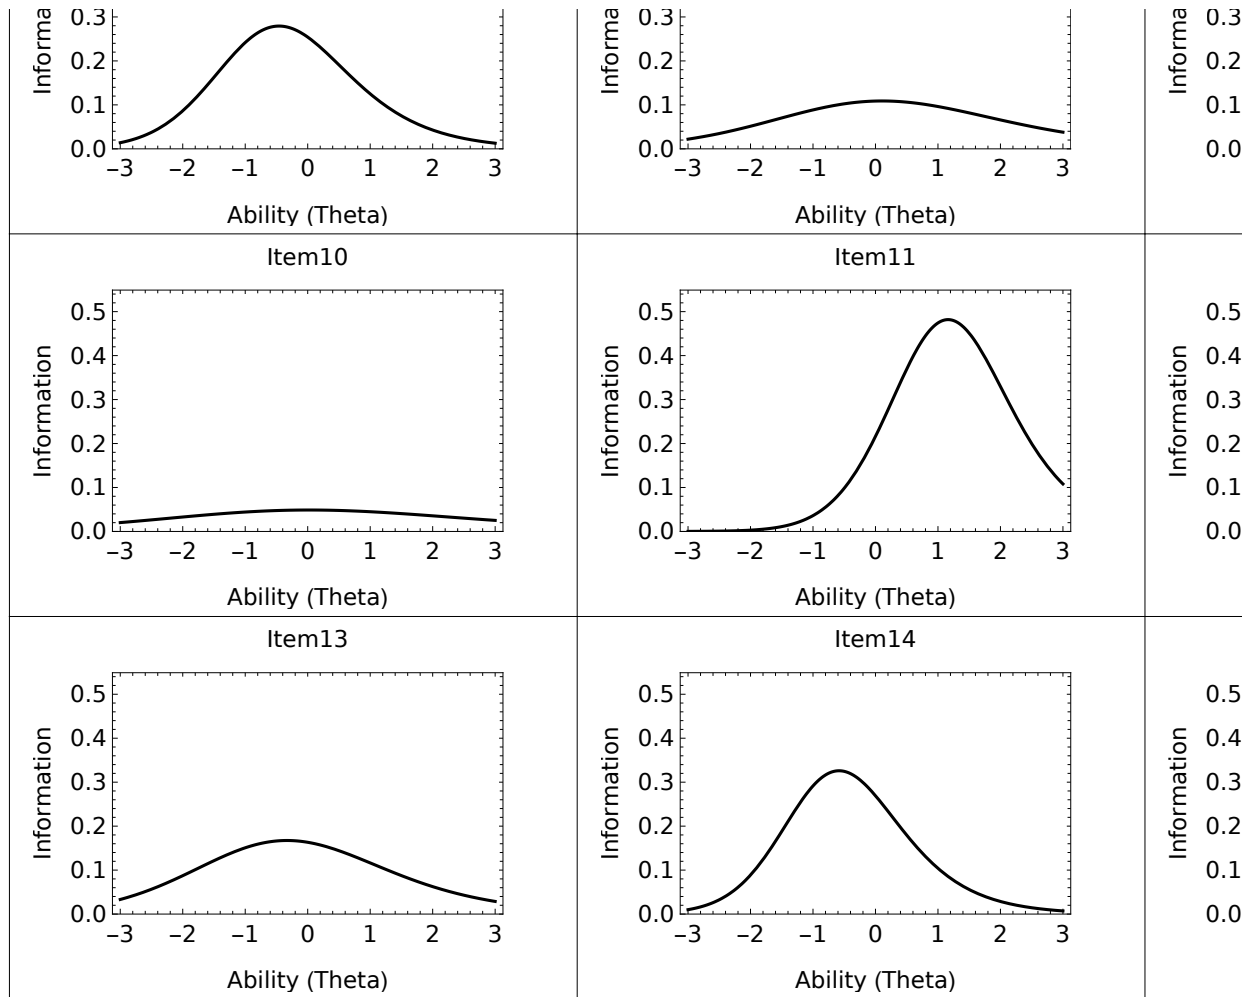 0.3 0.3 0.3
0.2 0.2 0.2
0.1 0.1 0.1
0.0 0.0 0.0
Informa Informa Informa
−3 −2 −1 0 1 2 3 −3 −2 −1 0 1 2 3
Ability (Theta) Ability (Theta)
Item10 Item11
0.5 0.5 0.5
0.4 0.4 0.4
0.3 0.3 0.3
0.2 0.2 0.2
0.1 0.1 0.1
0.0 0.0 0.0
Information Information Information
−3 −2 −1 0 1 2 3 −3 −2 −1 0 1 2 3
Ability (Theta) Ability (Theta)
Item13 Item14
0.5 0.5 0.5
0.4 0.4 0.4
0.3 0.3 0.3
0.2 0.2 0.2
0.1 0.1 0.1
0.0 0.0 0.0
Information Information Information
−3 −2 −1 0 1 2 3 −3 −2 −1 0 1 2 3
Ability (Theta) Ability (Theta)